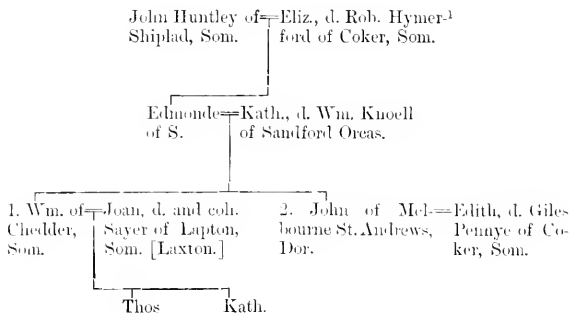 John Huntley of═Eliz., d. Rob. Hymer-¹
Shiplad, Som. ford of Coker, Som.
Edmonde═Kath., d. Wm. Knoell
of S. of Sandford Orcas.
1. Wm. of═Joan, d. and coh. 2. John of Mel-═Edith, d. Giles
Chedder, Sayer of Lapton, bourne St. Andrews, Pennye of Co-
Som. Som. [Laxton.] Dor. ker, Som.
Thos Kath.